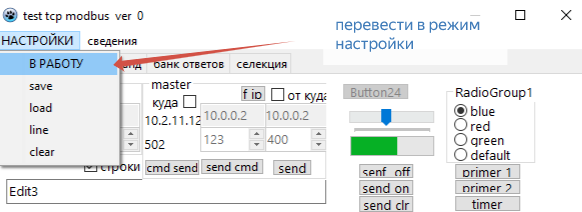 test tcp modbus ver 0
НАСТРОЙКИ сведения
перевести в режим
настройки
В РАБОТУ
банк ответов селекция
save
load
line
clear
master
куда
f ip
от куда
10.2.11.12
10.0.0.2
10.0.0.2
502
123
400
строки
cmd send
send cmd
send
Edit3
Button24
senf_off
send on
send clr
RadioGroup1
blue
red
green
default
primer 1
primer 2
timer